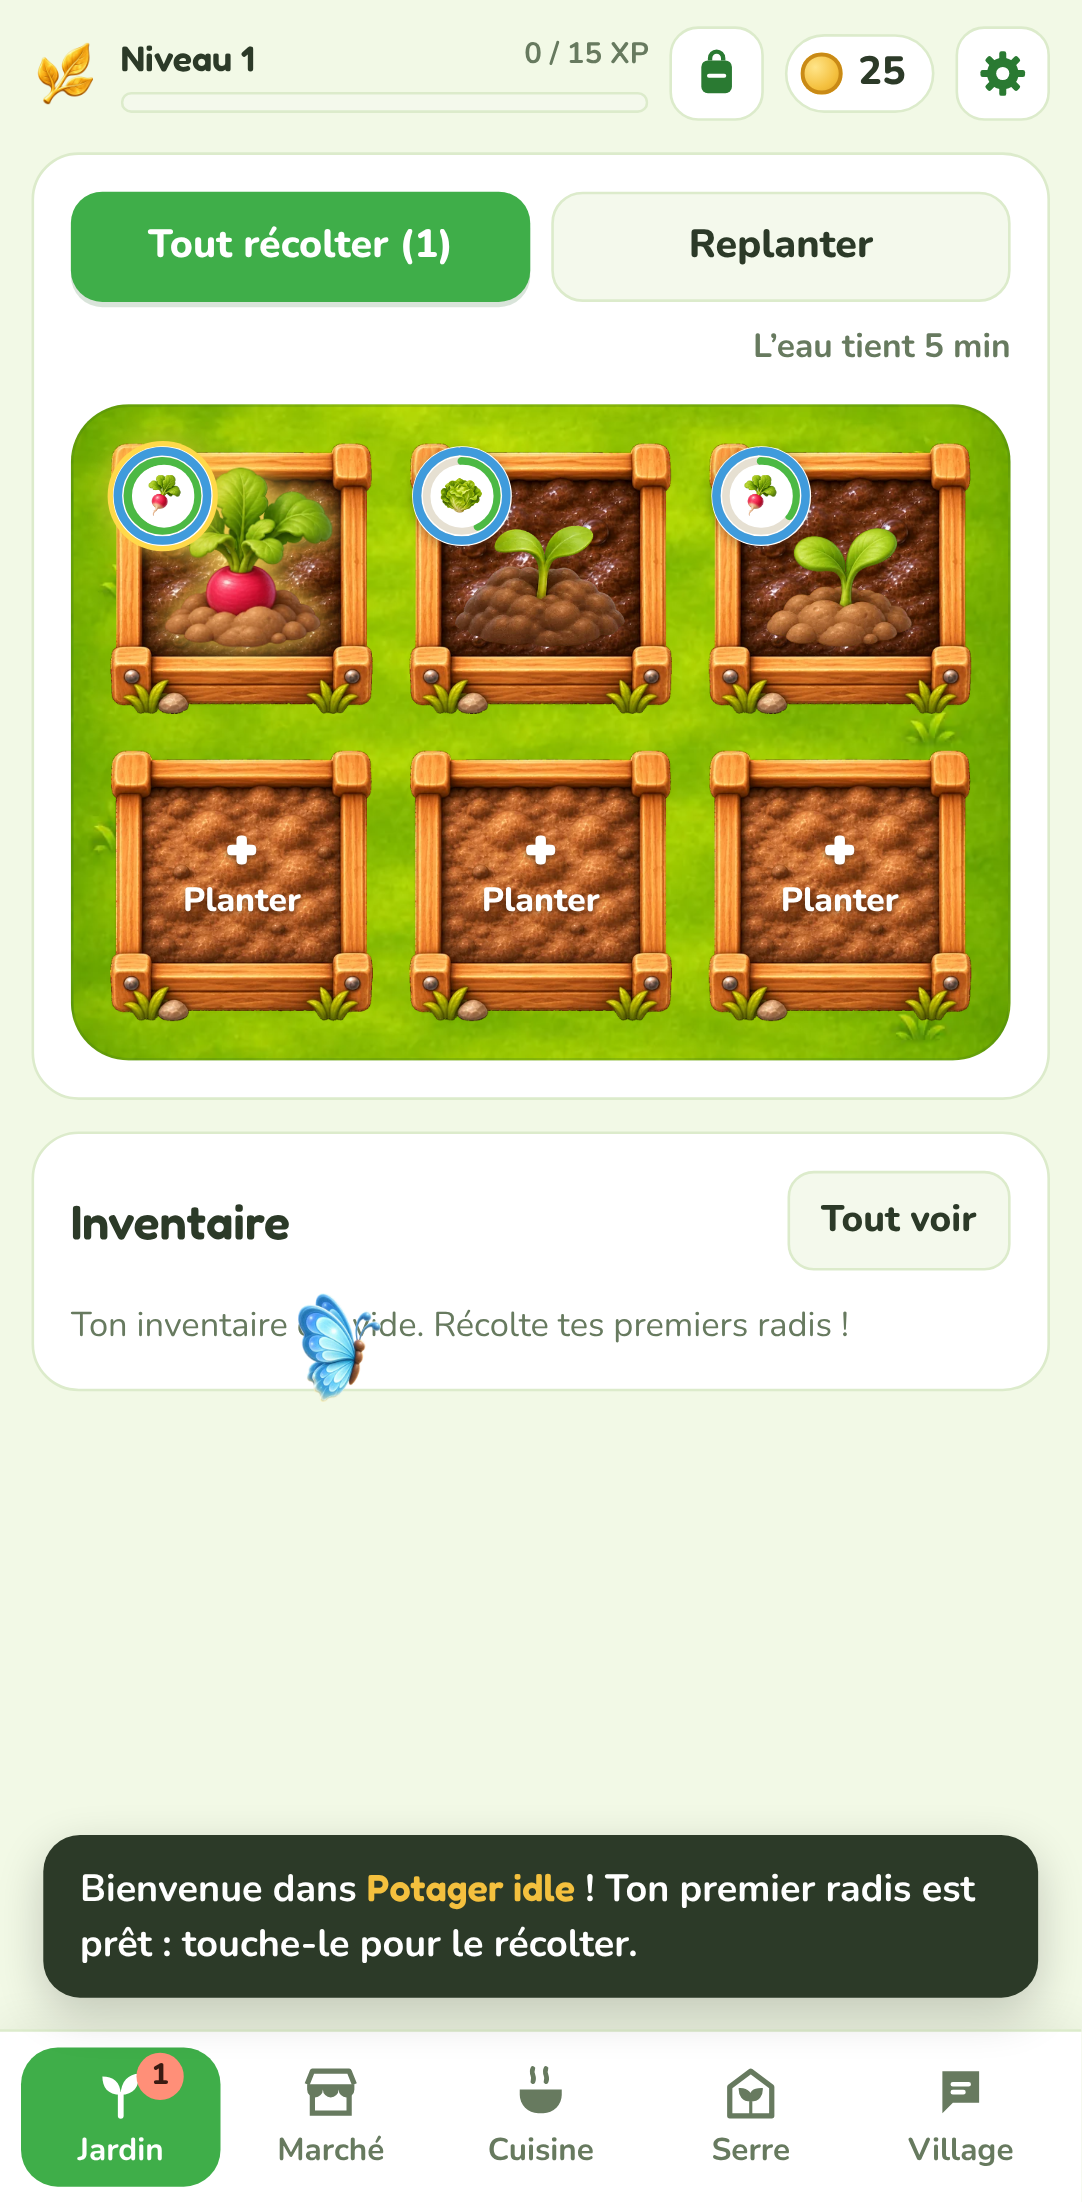 Niveau 1
0 / 15 XP
25
Tout récolter (1)
Replanter
L’eau tient 5 min
Planter
Planter
Planter
Inventaire
Tout voir
Ton inventaire vide. Récolte tes premiers radis !
Bienvenue dans Potager idle ! Ton premier radis est
prêt : touche-le pour le récolter.
1
Jardin
Marché
Cuisine
Serre
Village